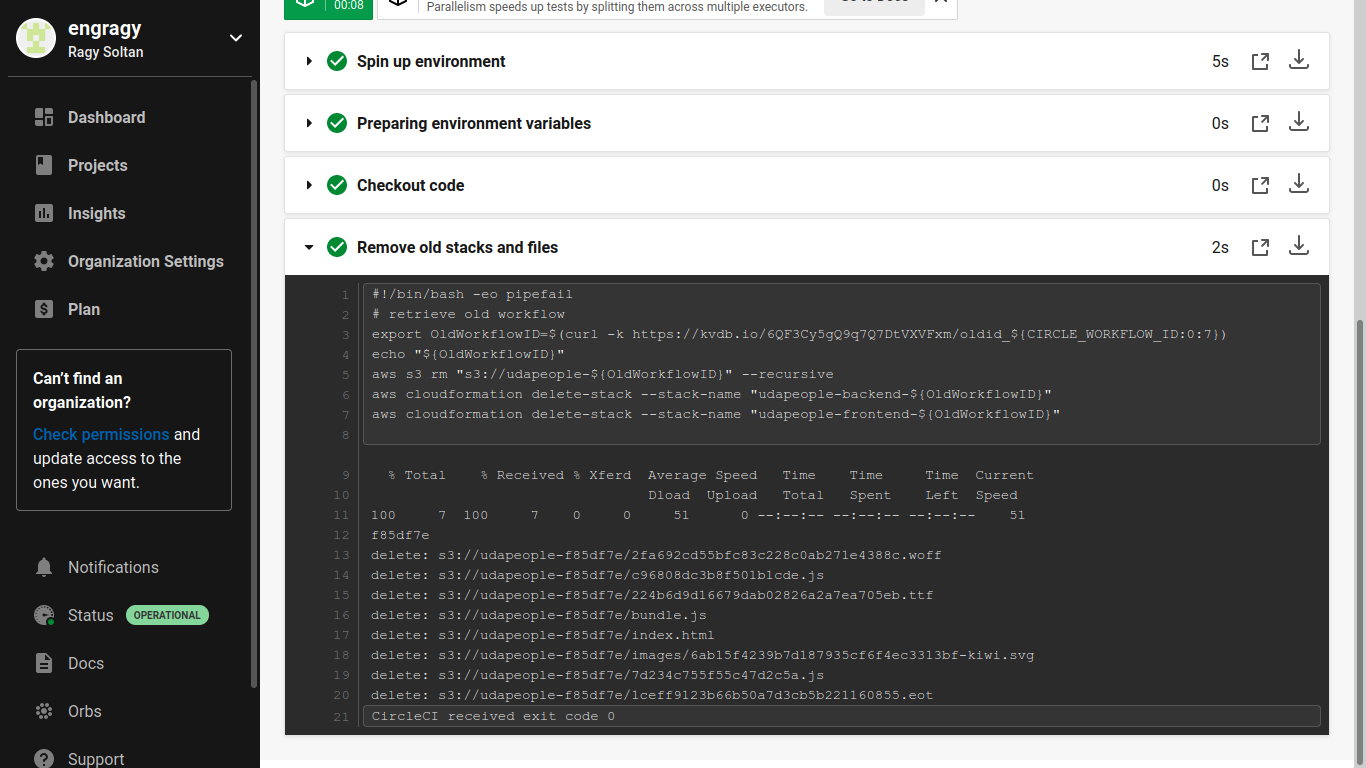 engragy
Ragy Soltan
Dashboard
Projects
Insights
Organization Settings
Plan
Can't find an
organization?
Check permissions and
update access to the
ones you want.
Notifications
Status OPERATIONAL
Docs
Orbs
Support
00:08
Parallelism speeds up tests by splitting them across multiple executors.
Go to Docs
Spin up environment 5s
Preparing environment variables 0s
Checkout code 0s
Remove old stacks and files 2s
1 #!/bin/bash -eo pipefail
2 # retrieve old workflow
3 export OldWorkflowID=$(curl -k https://kvdb.io/6QF3Cy5gQ9q7Q7DtVXVFxm/oldid_${CIRCLE_WORKFLOW_ID:0:7})
4 echo "${OldWorkflowID}"
5 aws s3 rm "s3://udapeople-${OldWorkflowID}" --recursive
6 aws cloudformation delete-stack --stack-name "udapeople-backend-${OldWorkflowID}"
7 aws cloudformation delete-stack --stack-name "udapeople-frontend-${OldWorkflowID}"
8
9 % Total % Received % Xferd Average Speed Time Time Time Current
10 Dload Upload Total Spent Left Speed
11 100 7 100 7 0 0 51 0 --:--:-- --:--:-- --:--:-- 51
12 f85df7e
13 delete: s3://udapeople-f85df7e/2fa692cd55bfc83c228c0ab271e4388c.woff
14 delete: s3://udapeople-f85df7e/c96808dc3b8f501b1cde.js
15 delete: s3://udapeople-f85df7e/224b6d9d16679dab02826a2a7ea705eb.ttf
16 delete: s3://udapeople-f85df7e/bundle.js
17 delete: s3://udapeople-f85df7e/index.html
18 delete: s3://udapeople-f85df7e/images/6ab15f4239b7d187935cf6f4ec3313bf-kiwi.svg
19 delete: s3://udapeople-f85df7e/7d234c755f55c47d2c5a.js
20 delete: s3://udapeople-f85df7e/1ceff9123b66b50a7d3cb5b221160855.eot
21 CircleCI received exit code 0